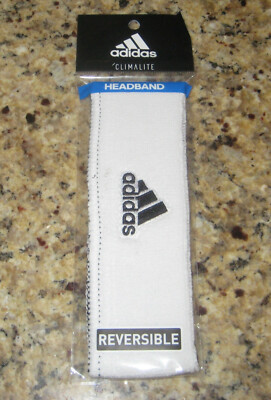 adidas
CLIMALITE
HEADBAND
adidas
REVERSIBLE